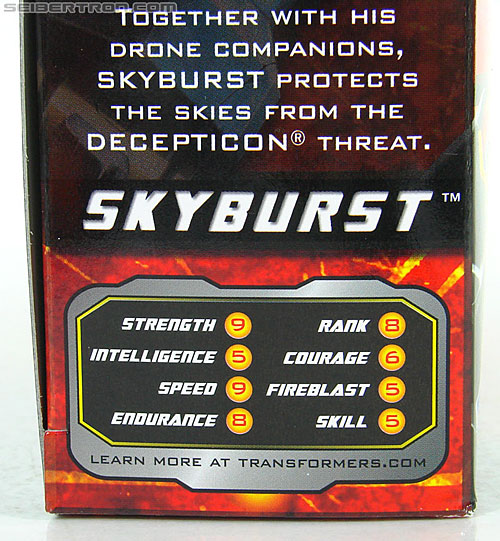 SEIBERTRON.COM
TOGETHER WITH HIS
DRONE COMPANIONS,
SKYBURST PROTECTS
THE SKIES FROM THE
DECEPTICON® THREAT.
SKYBURST™
STRENGTH 9 RANK 8
INTELLIGENCE 5 COURAGE 6
SPEED 9 FIREBLAST 5
ENDURANCE 8 SKILL 5
LEARN MORE AT TRANSFORMERS.COM